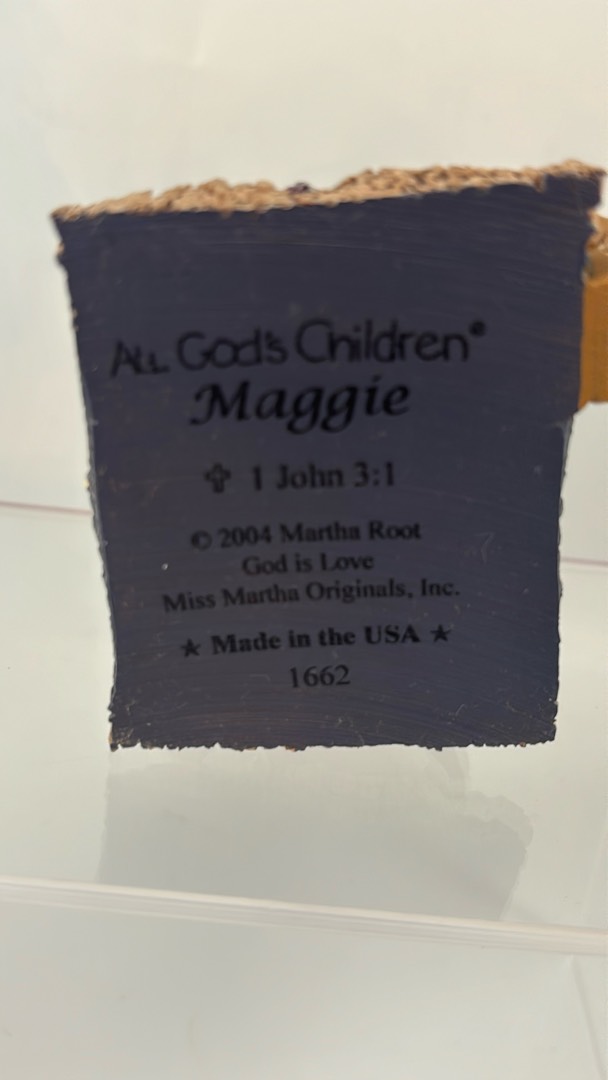 ALL God's Children®
Maggie
✞ 1 John 3:1
© 2004 Martha Root
God is Love
Miss Martha Originals, Inc.
★ Made in the USA ★
1662